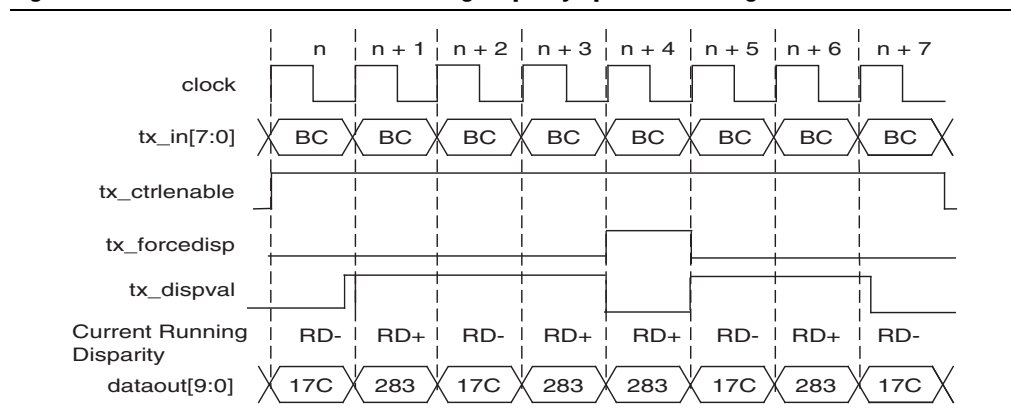 n n + 1 n + 2 n + 3 n + 4 n + 5 n + 6 n + 7
clock
tx_in[7:0] BC BC BC BC BC BC BC BC
tx_ctrlenable
tx_forcedisp
tx_dispval
Current Running Disparity RD- RD+ RD- RD+ RD+ RD- RD+ RD-
dataout[9:0] 17C 283 17C 283 283 17C 283 17C